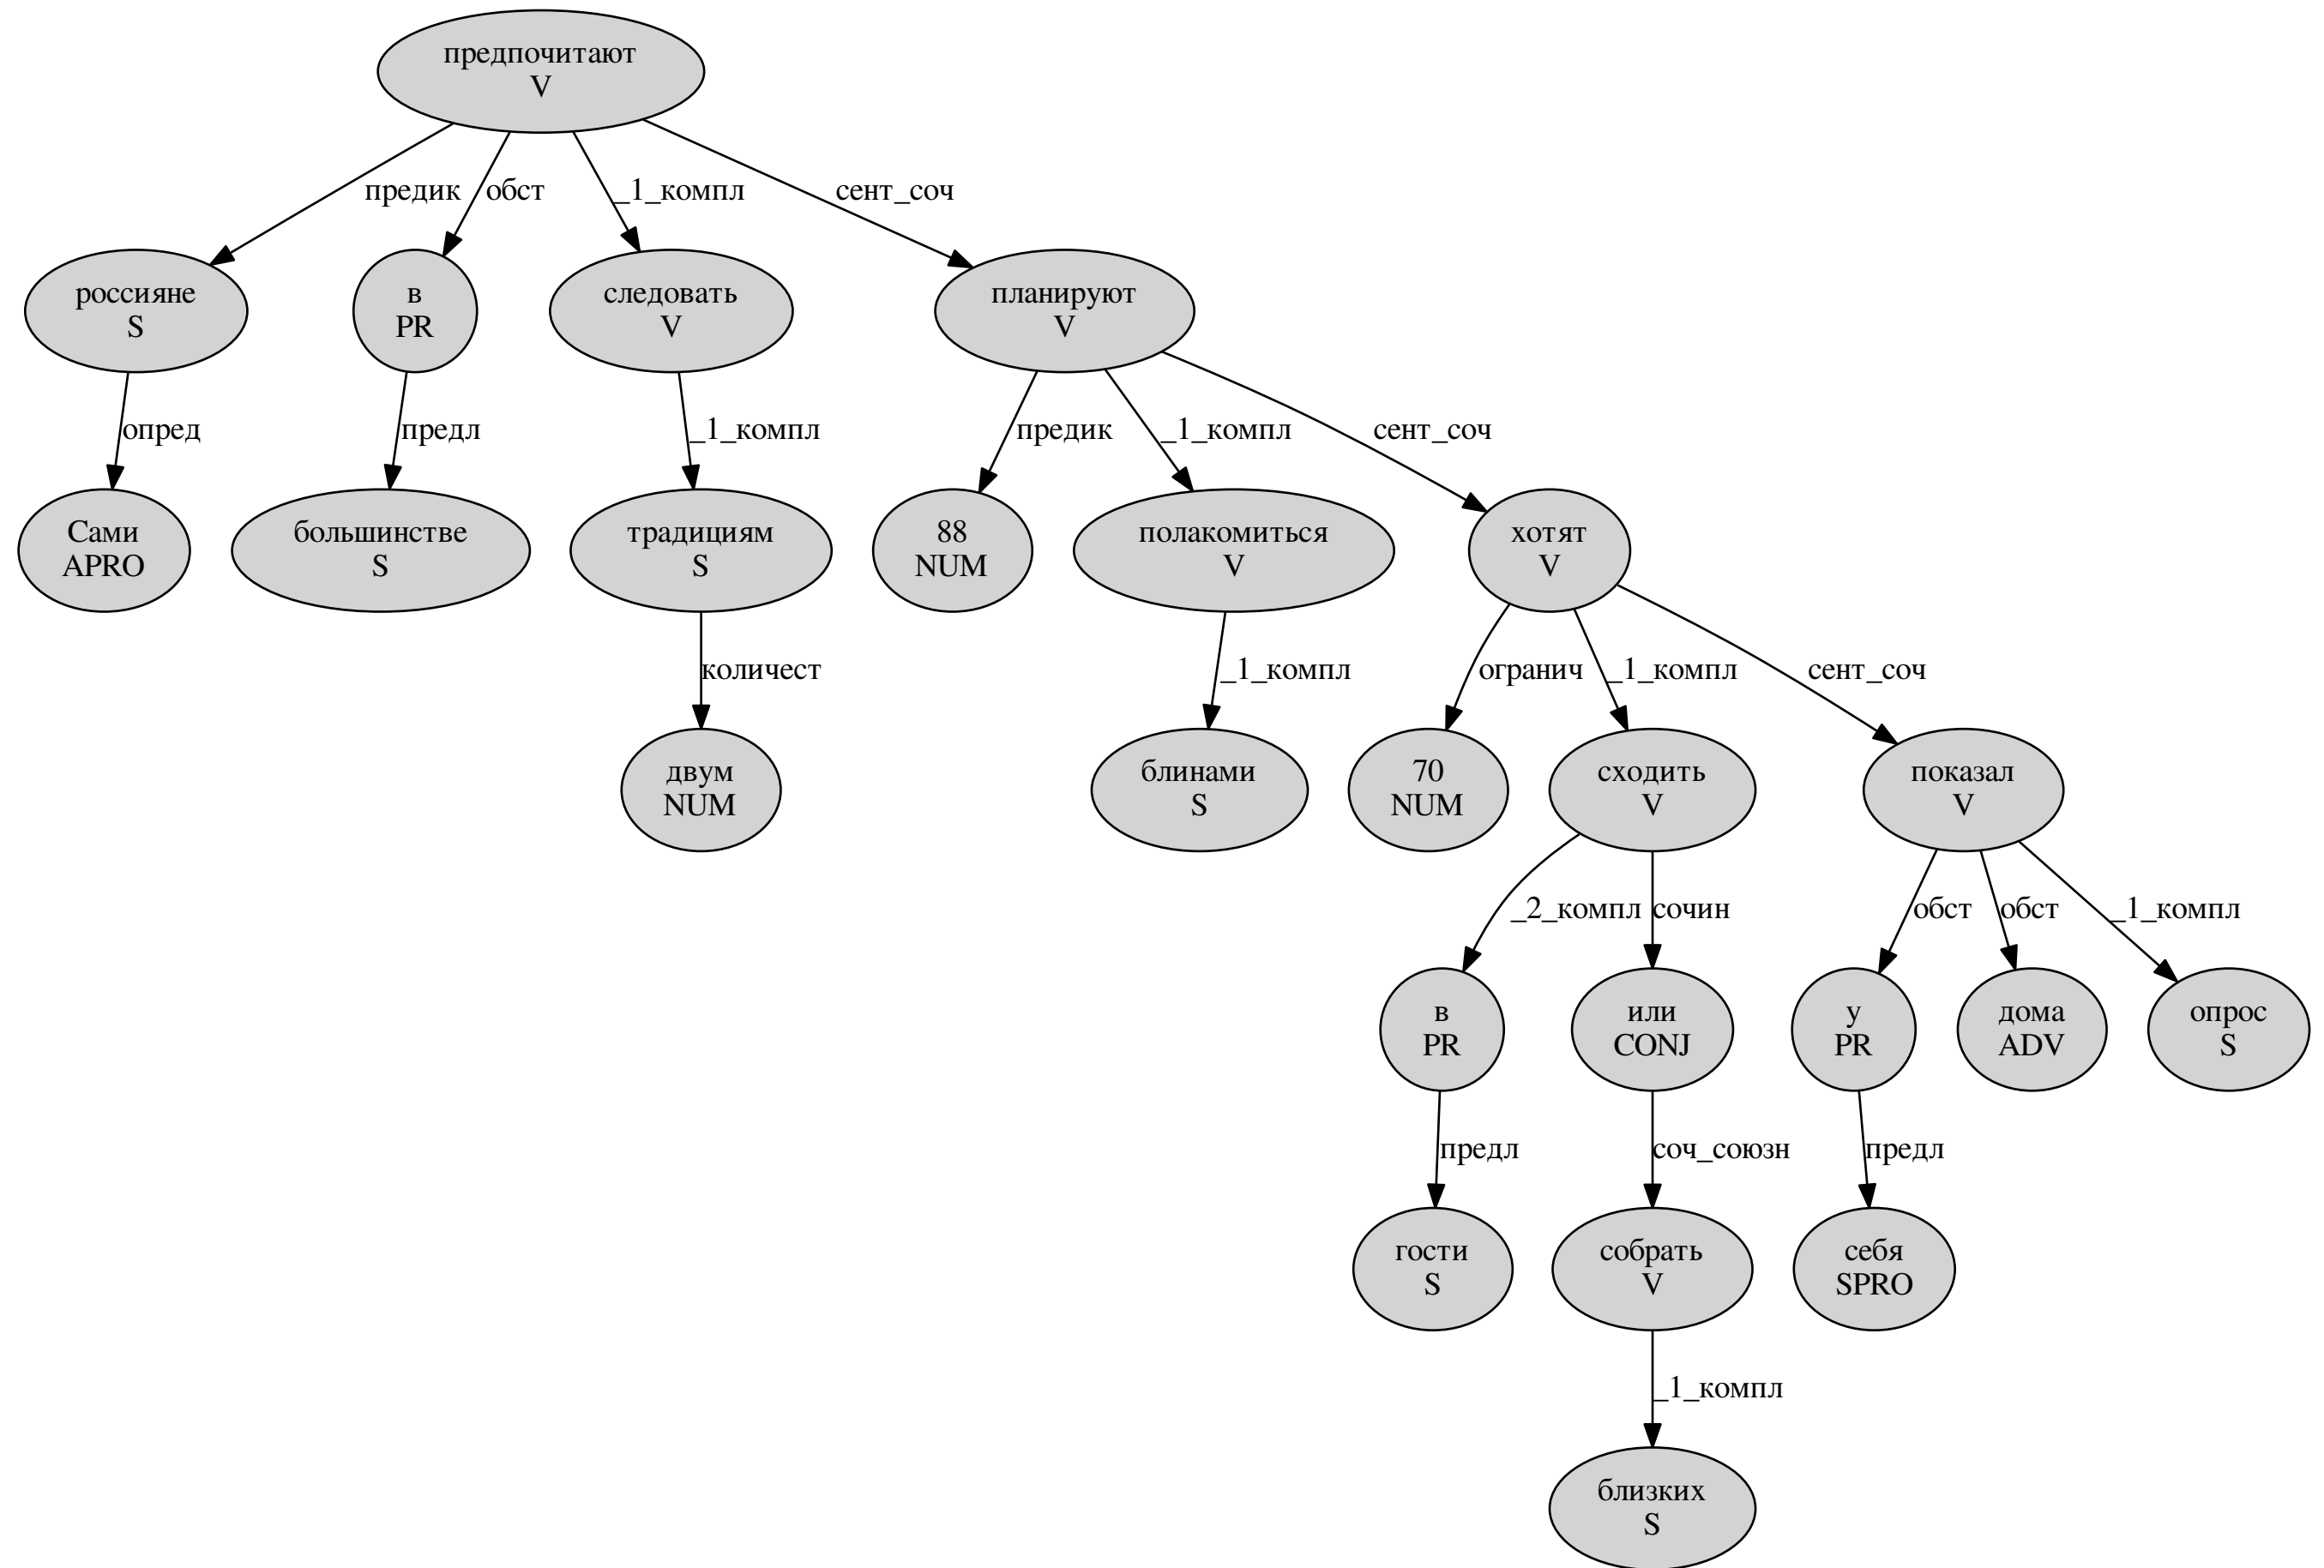 предпочитают
V
предик
обст
_1_компл
сент_соч
россияне
S
в
PR
следовать
V
планируют
V
опред
предл
_1_компл
предик
_1_компл
сент_соч
Сами
APRO
большинстве
S
традициям
S
88
NUM
полакомиться
V
хотят
V
количест
_1_компл
огранич
_1_компл
сент_соч
двум
NUM
блинами
S
70
NUM
сходить
V
показал
V
_2_компл
сочин
обст
обст
_1_компл
в
PR
или
CONJ
у
PR
дома
ADV
опрос
S
предл
соч_союзн
предл
гости
S
собрать
V
себя
SPRO
_1_компл
близких
S